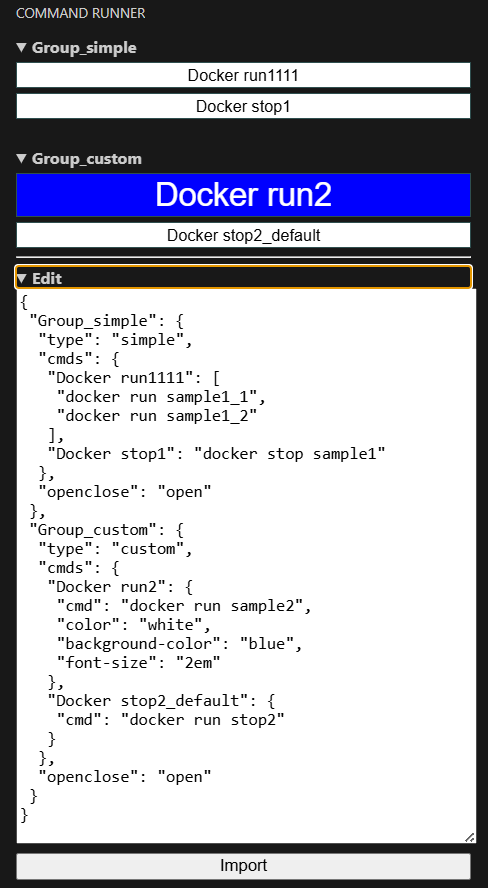 COMMAND RUNNER
▼ Group_simple
Docker run1111
Docker stop1
▼ Group_custom
Docker run2
Docker stop2_default
▼ Edit
{
 "Group_simple": {
  "type": "simple",
  "cmds": {
   "Docker run1111": [
    "docker run sample1_1",
    "docker run sample1_2"
   ],
   "Docker stop1": "docker stop sample1"
  },
  "openclose": "open"
 },
 "Group_custom": {
  "type": "custom",
  "cmds": {
   "Docker run2": {
    "cmd": "docker run sample2",
    "color": "white",
    "background-color": "blue",
    "font-size": "2em"
   },
   "Docker stop2_default": {
    "cmd": "docker run stop2"
   }
  },
  "openclose": "open"
 }
}
Import